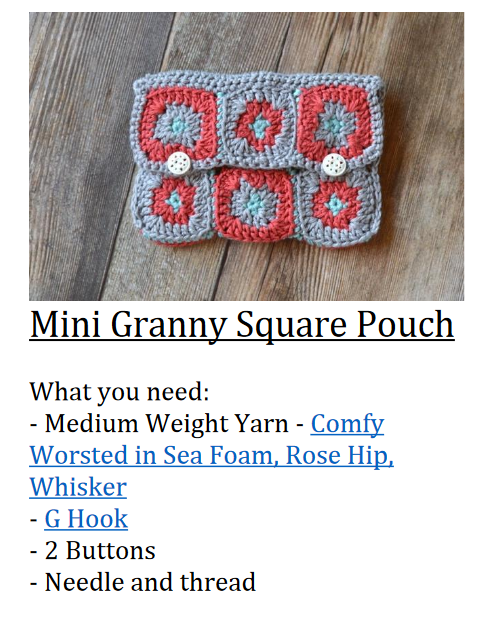 Mini Granny Square Pouch
What you need:
- Medium Weight Yarn - Comfy
Worsted in Sea Foam, Rose Hip,
Whisker
- G Hook
- 2 Buttons
- Needle and thread